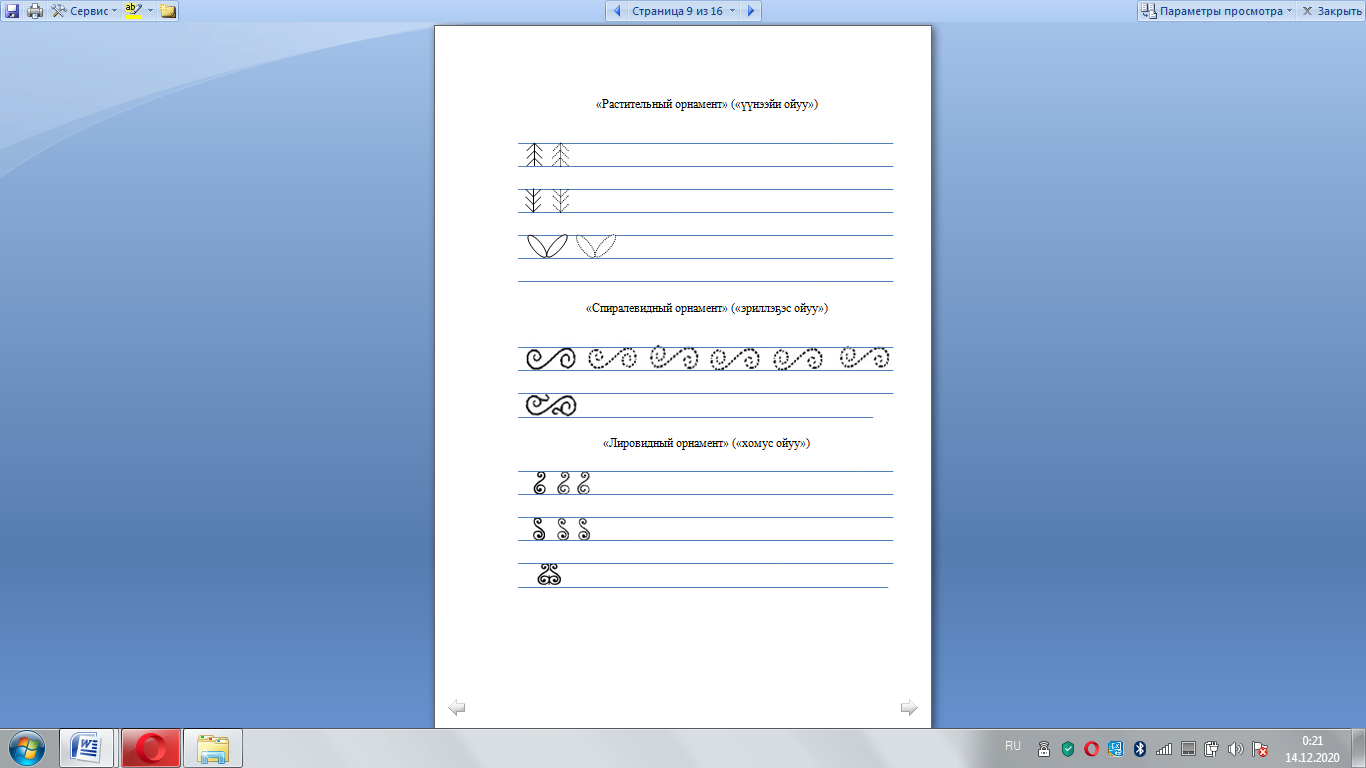 Сервис
Страница 9 из 16
Параметры просмотра
Закрыть
«Растительный орнамент» («үүнээйи ойуу»)
«Спиралевидный орнамент» («эриллэҕэс ойуу»)
«Лировидный орнамент» («хомус ойуу»)
RU
0:21
14.12.2020